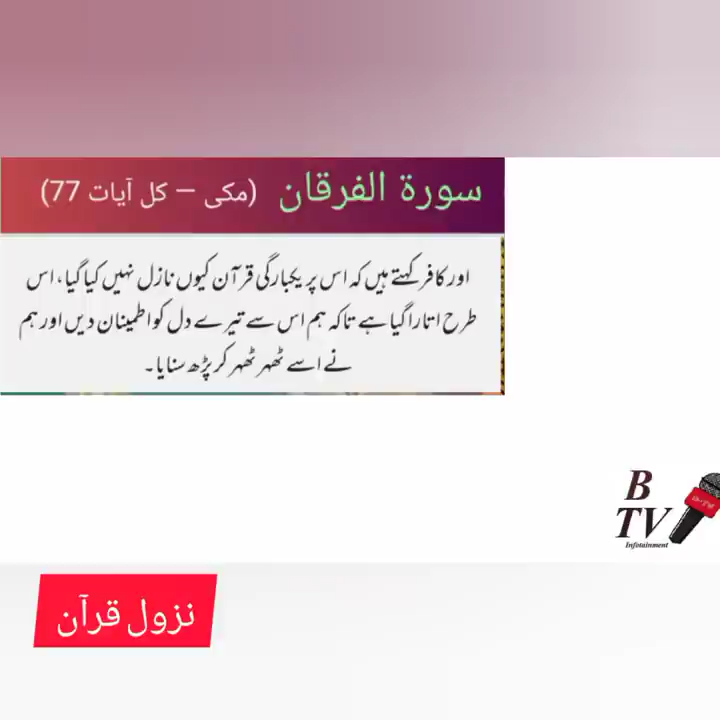 سورۃ الفرقان (مکی – کل آیات 77)
اور کافر کہتے ہیں کہ اس پر یکبارگی قرآن کیوں نازل نہیں کیا گیا، اس
طرح اتارا گیا ہے تاکہ ہم اس سے تیرے دل کو اطمینان دیں اور ہم
نے اسے ٹھہر ٹھہر کر پڑھ سنایا۔
B
TV
Infotainment
نزول قرآن